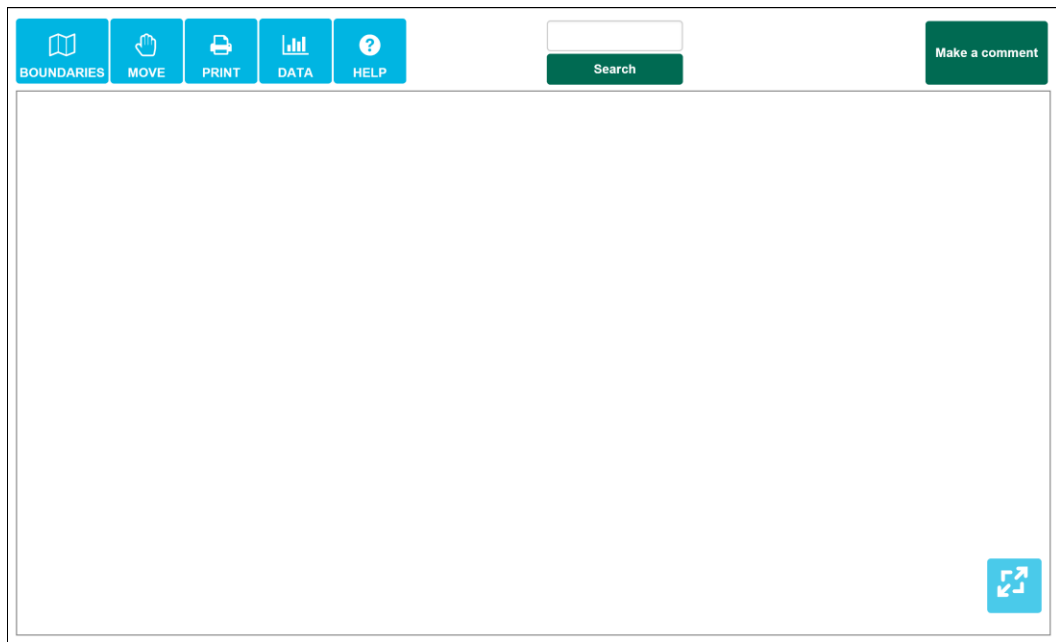 BOUNDARIES
MOVE
PRINT
DATA
HELP
Search
Make a comment